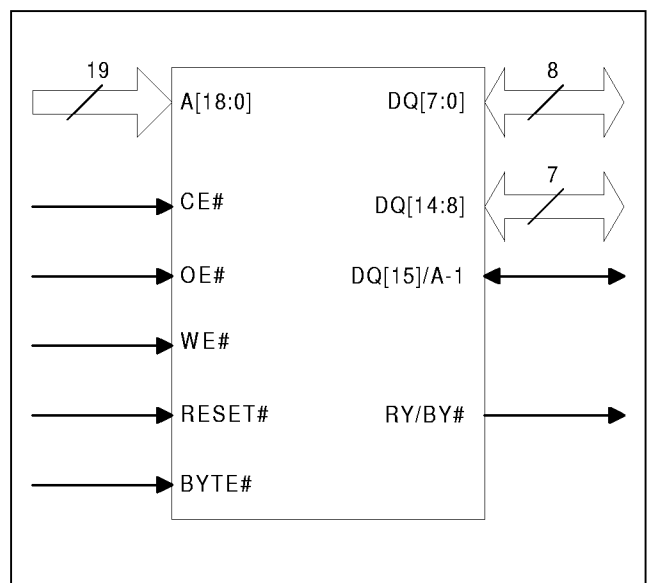 19
8
A[18:0]
DQ[7:0]
7
CE#
DQ[14:8]
OE#
DQ[15]/A-1
WE#
RESET#
RY/BY#
BYTE#